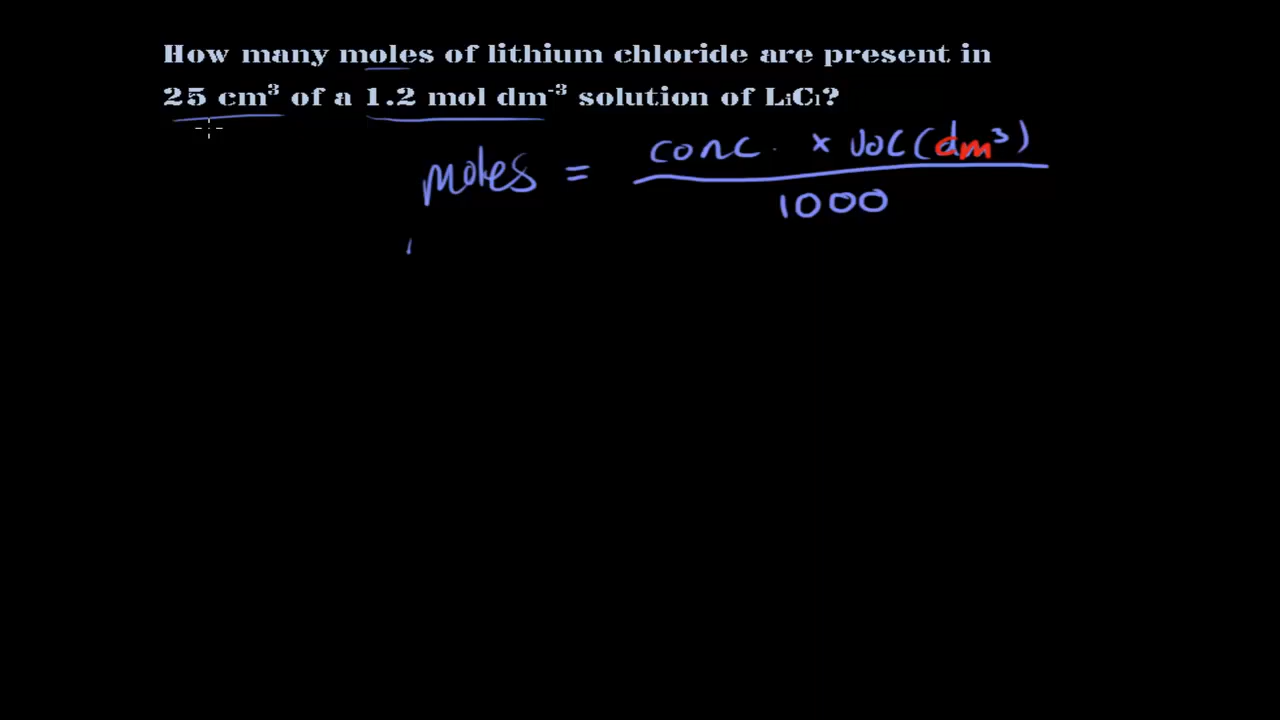 How many moles of lithium chloride are present in
25 cm³ of a 1.2 mol dm⁻³ solution of LiCl?
moles = conc. × vol (dm³)
1000